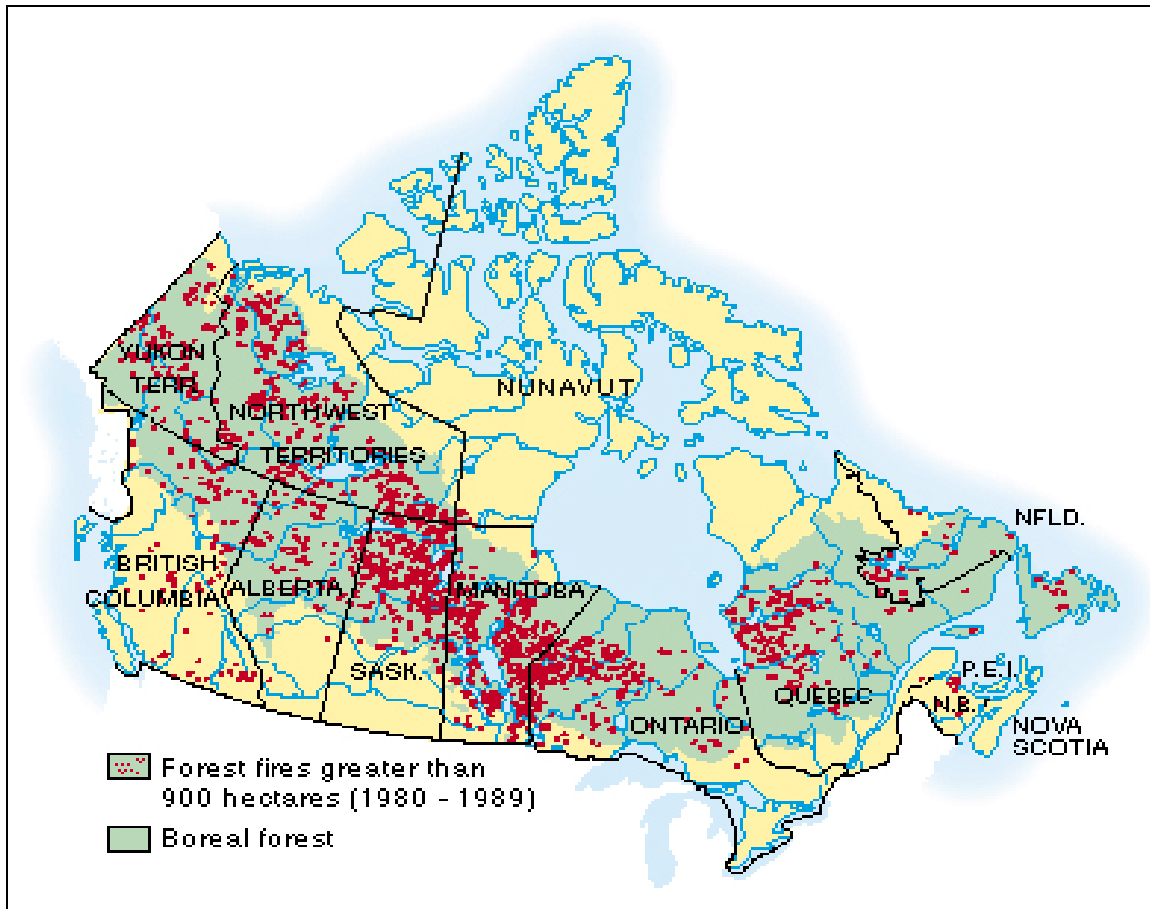 YUKON
TERR.
NORTHWEST
TERRITORIES
NUNAVUT
NFLD.
BRITISH
COLUMBIA
ALBERTA
MANITOBA
SASK.
ONTARIO
QUEBEC
P.E.I.
N.B.
NOVA
SCOTIA
Forest fires greater than
900 hectares (1980 - 1989)
Boreal forest